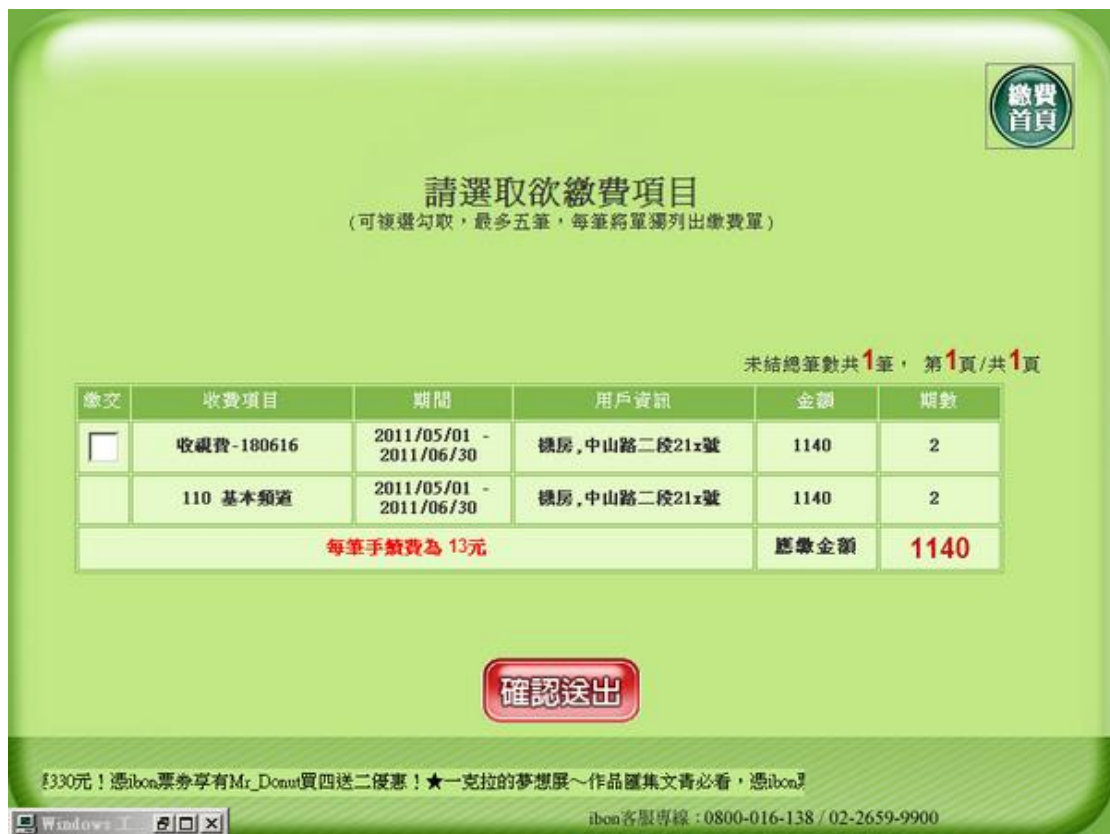 繳費
首頁
請選取欲繳費項目
(可複選勾取，最多五筆，每筆將單獨列出繳費單)
未結總筆數共1筆， 第1頁/共1頁
繳交 收費項目 期間 用戶資訊 金額 期數
收視費-180616 2011/05/01 - 2011/06/30 機房,中山路二段21x號 1140 2
110 基本頻道 2011/05/01 - 2011/06/30 機房,中山路二段21x號 1140 2
每筆手續費為 13元 應繳金額 1140
確認送出
330元！憑ibon票券享有Mr_Donut買四送二優惠！★一克拉的夢想展～作品匯集文青必看，憑ibon
Windows 工...
ibon客服專線：0800-016-138 / 02-2659-9900